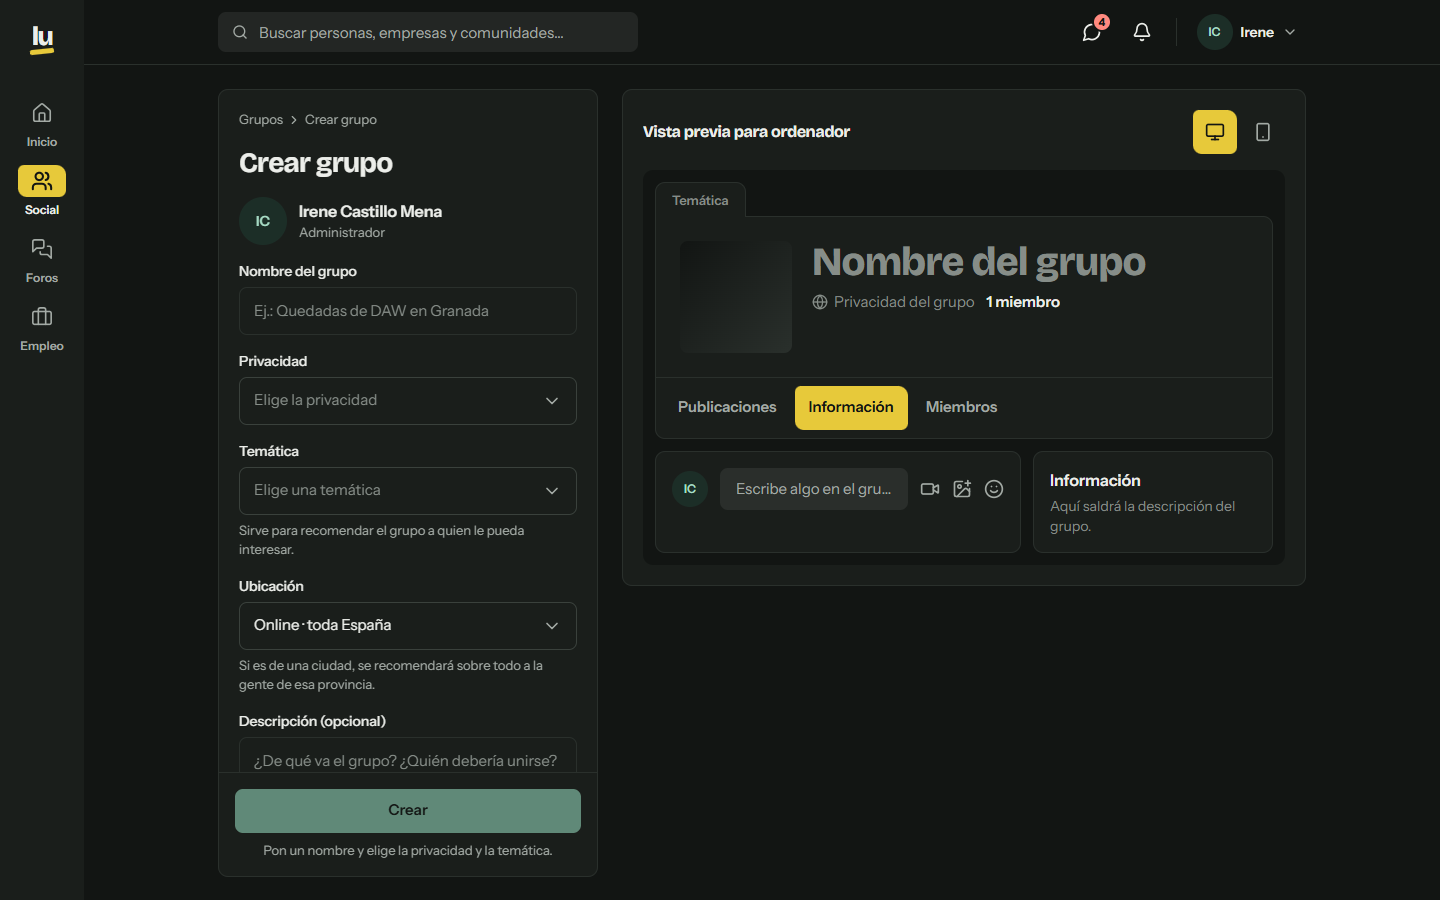 lu
Buscar personas, empresas y comunidades...
4
IC
Irene
Inicio
Social
Foros
Empleo
Grupos > Crear grupo
Crear grupo
IC
Irene Castillo Mena
Administrador
Nombre del grupo
Ej.: Quedadas de DAW en Granada
Privacidad
Elige la privacidad
Temática
Elige una temática
Sirve para recomendar el grupo a quien le pueda
interesar.
Ubicación
Online · toda España
Si es de una ciudad, se recomendará sobre todo a la
gente de esa provincia.
Descripción (opcional)
¿De qué va el grupo? ¿Quién debería unirse?
Crear
Pon un nombre y elige la privacidad y la temática.
Vista previa para ordenador
Temática
Nombre del grupo
Privacidad del grupo 1 miembro
Publicaciones
Información
Miembros
IC
Escribe algo en el gru...
Información
Aquí saldrá la descripción del
grupo.